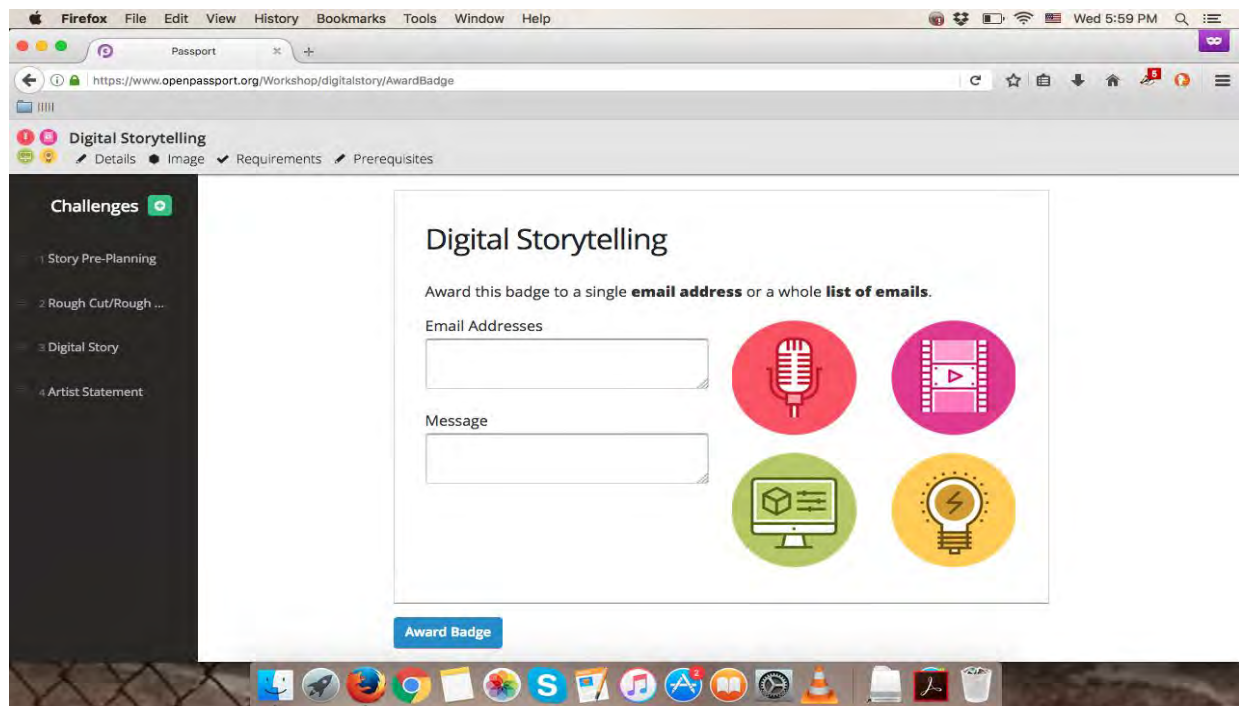 Firefox File Edit View History Bookmarks Tools Window Help Wed 5:59 PM
Passport
https://www.openpassport.org/Workshop/digitalstory/AwardBadge
5
Digital Storytelling
Details Image Requirements Prerequisites
Challenges
1 Story Pre-Planning
2 Rough Cut/Rough ...
3 Digital Story
4 Artist Statement
Digital Storytelling
Award this badge to a single email address or a whole list of emails.
Email Addresses
Message
Award Badge
2